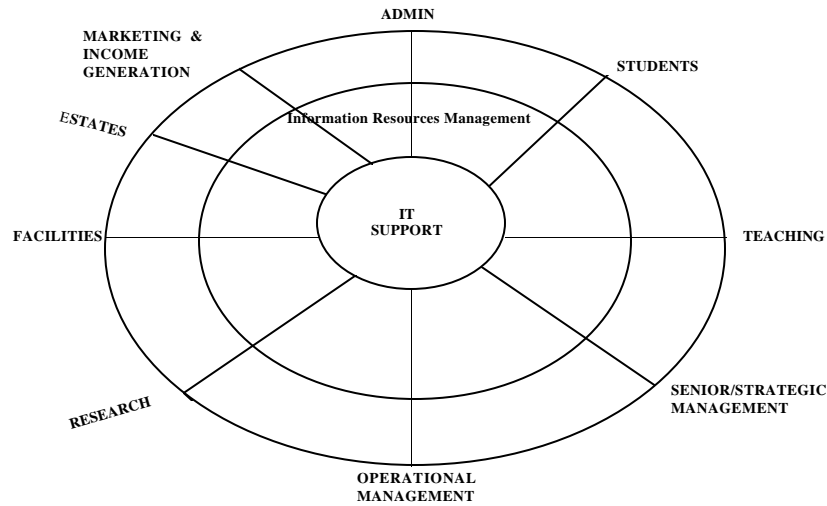 ADMIN
MARKETING &
INCOME
GENERATION
STUDENTS
ESTATES
Information Resources Management
IT
SUPPORT
FACILITIES
TEACHING
SENIOR/STRATEGIC
MANAGEMENT
RESEARCH
OPERATIONAL
MANAGEMENT